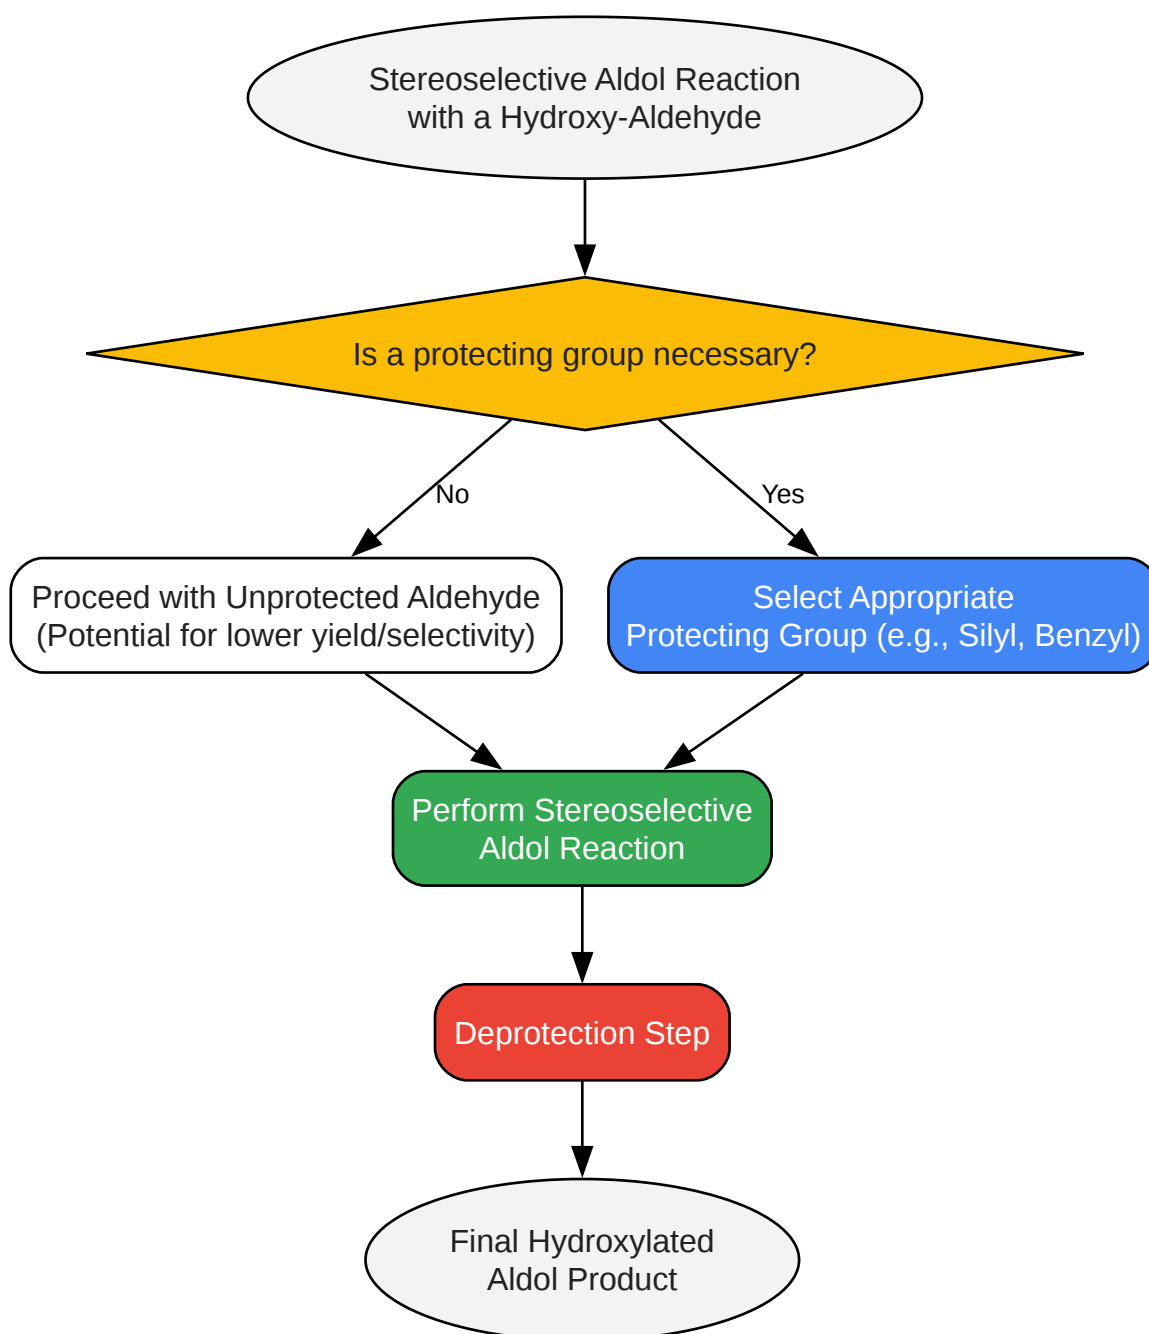 Stereoselective Aldol Reaction
with a Hydroxy-Aldehyde
Is a protecting group necessary?
No
Yes
Proceed with Unprotected Aldehyde
(Potential for lower yield/selectivity)
Select Appropriate
Protecting Group (e.g., Silyl, Benzyl)
Perform Stereoselective
Aldol Reaction
Deprotection Step
Final Hydroxylated
Aldol Product